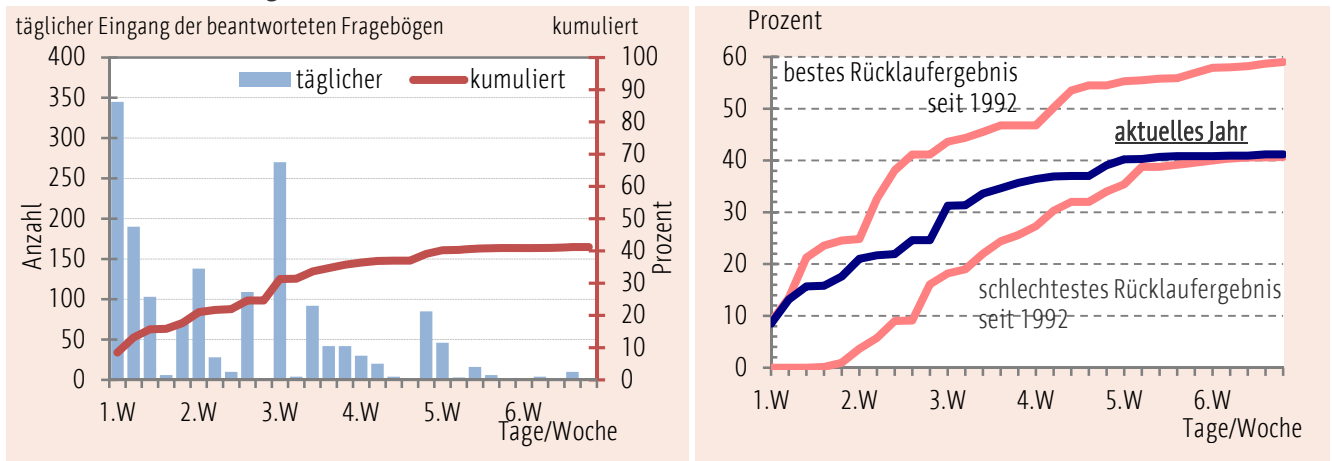 täglicher Eingang der beantworteten Fragebögen
kumuliert
400
350
300
250
200
150
100
50
0
Anzahl
täglicher
kumuliert
100
90
80
70
60
50
40
30
20
10
0
Prozent
1.W 2.W 3.W 4.W 5.W 6.W
Tage/Woche
Prozent
60
50
40
30
20
10
0
bestes Rücklaufergebnis
seit 1992
aktuelles Jahr
schlechtestes Rücklaufergebnis
seit 1992
1.W 2.W 3.W 4.W 5.W 6.W
Tage/Woche